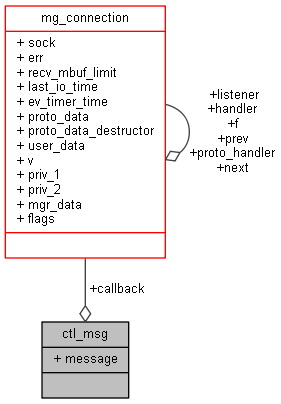 mg_connection
+ sock
+ err
+ recv_mbuf_limit
+ last_io_time
+ ev_timer_time
+ proto_data
+ proto_data_destructor
+ user_data
+ v
+ priv_1
+ priv_2
+ mgr_data
+ flags
+listener
+handler
+f
+prev
+proto_handler
+next
+callback
ctl_msg
+ message